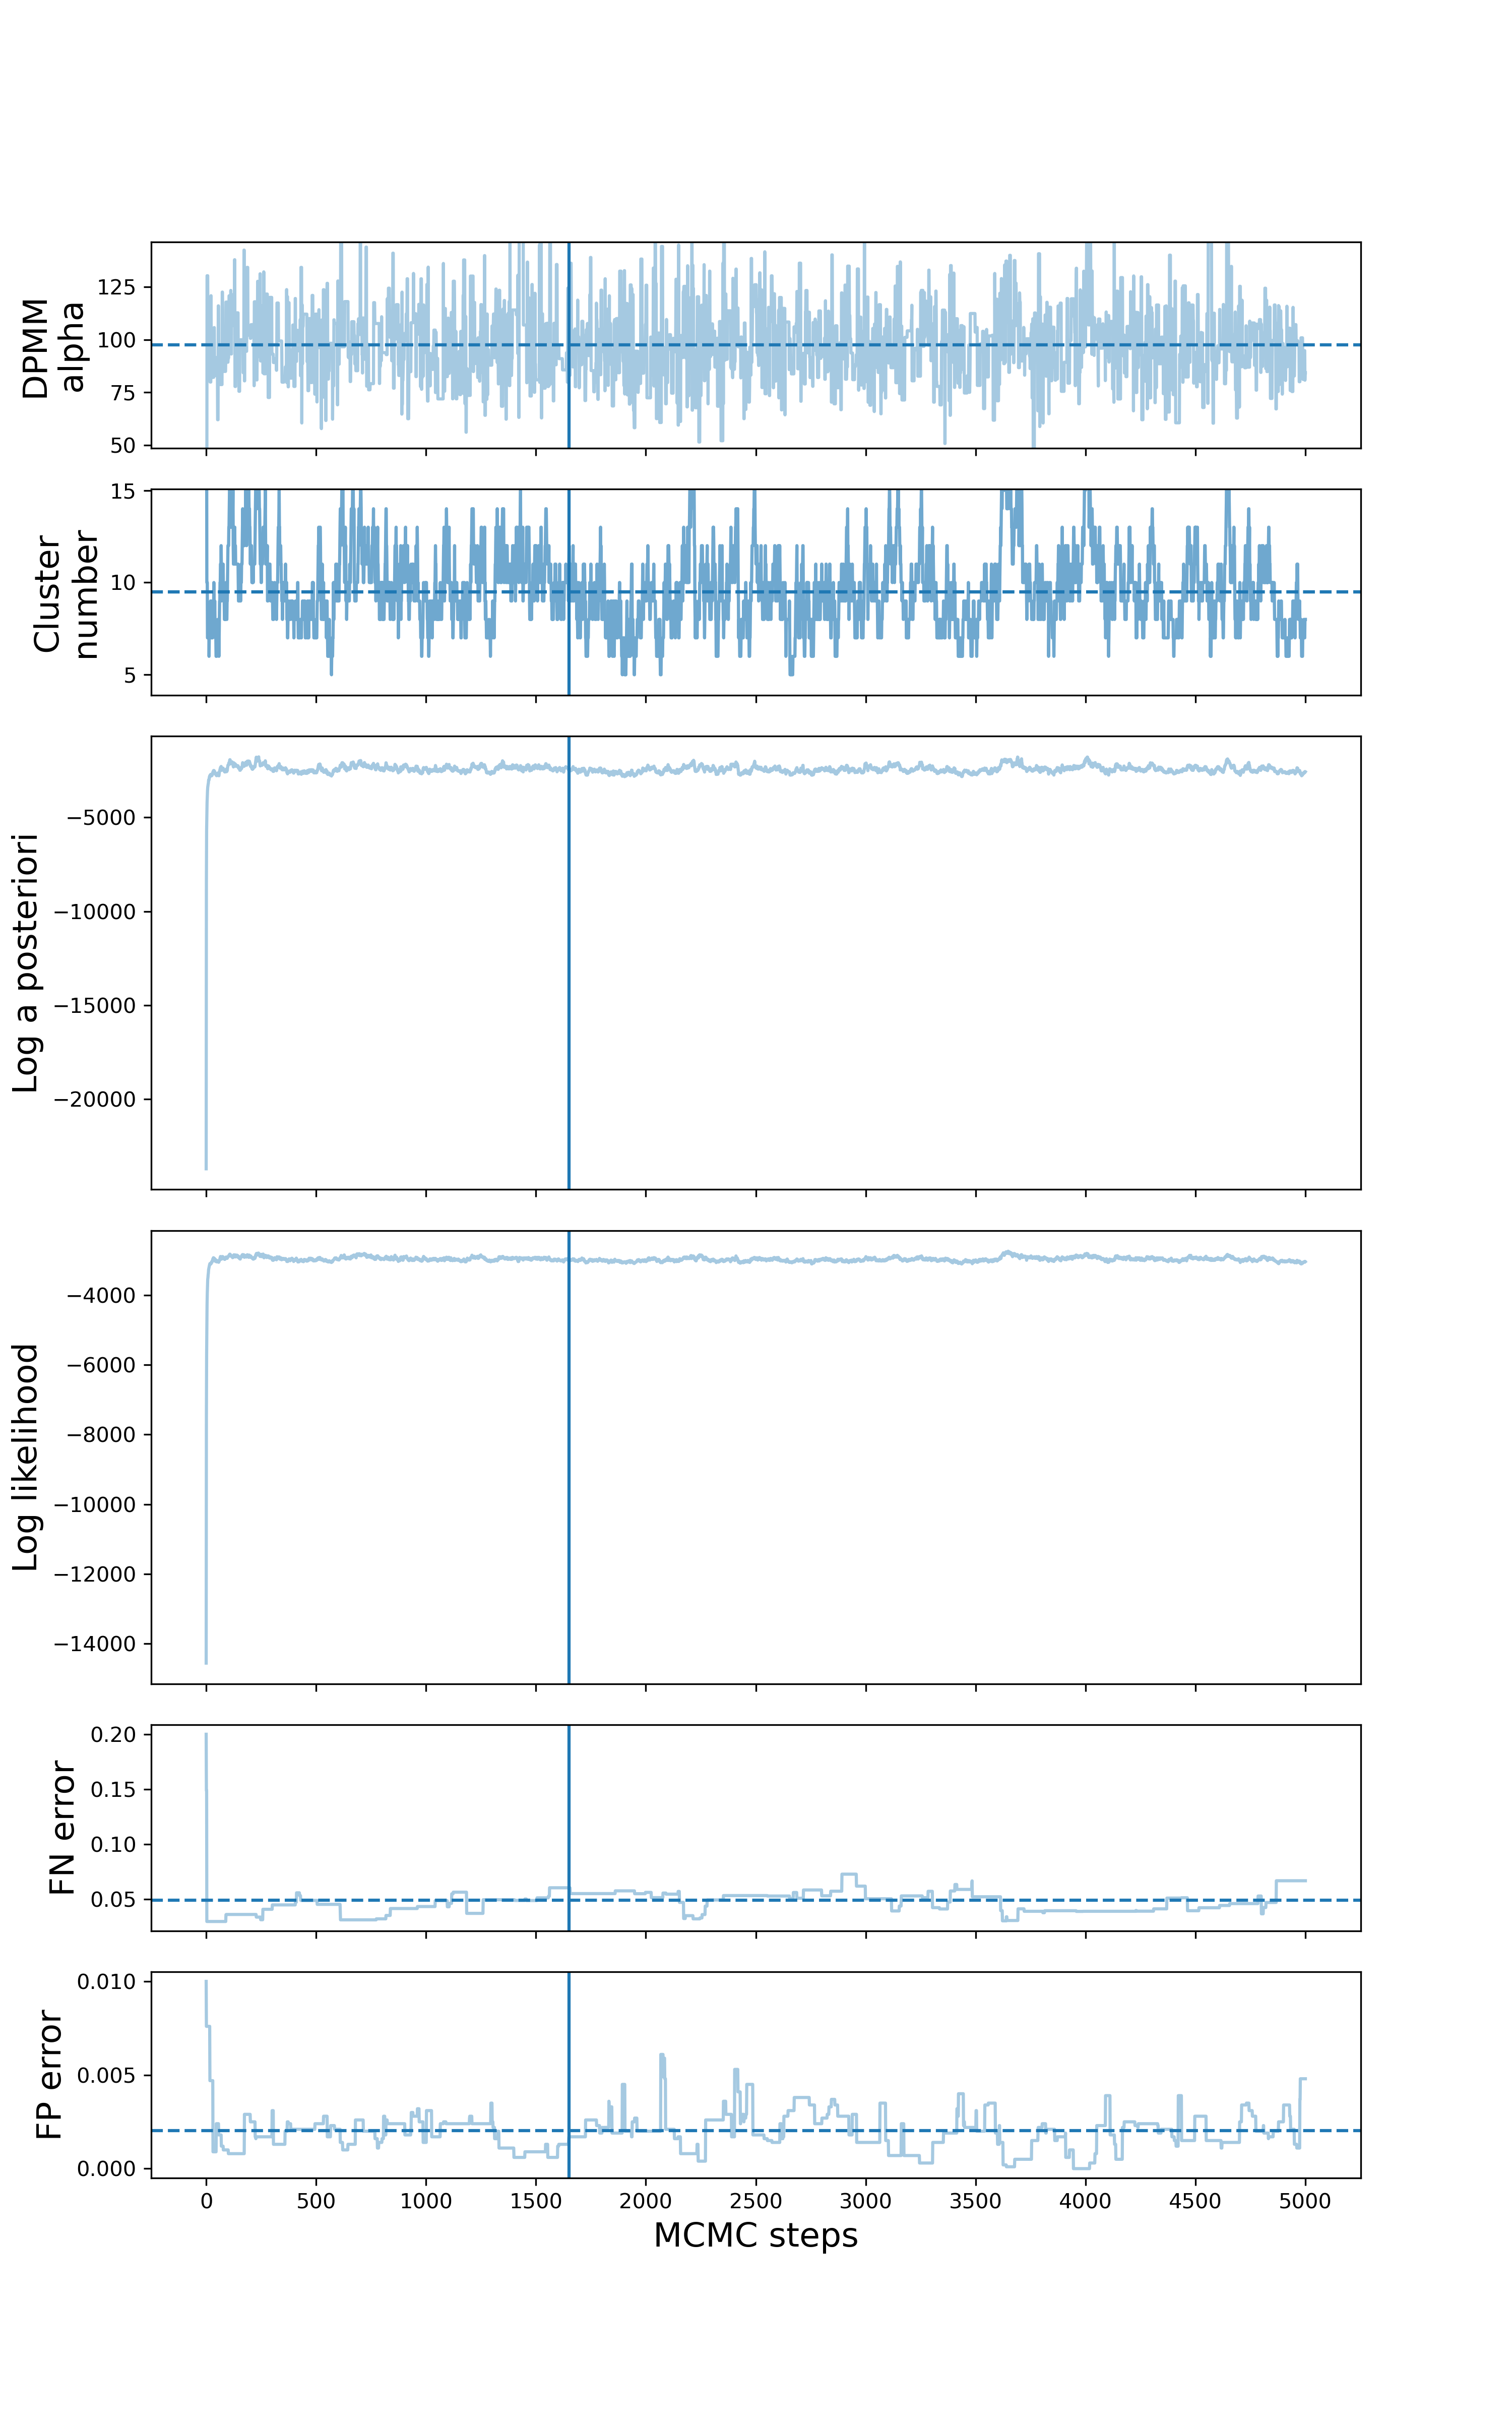 DPMM
alpha
125
100
75
50
Cluster
number
15
10
5
Log a posteriori
−5000
−10000
−15000
−20000
Log likelihood
−4000
−6000
−8000
−10000
−12000
−14000
FN error
0.20
0.15
0.10
0.05
FP error
0.010
0.005
0.000
0 500 1000 1500 2000 2500 3000 3500 4000 4500 5000
MCMC steps